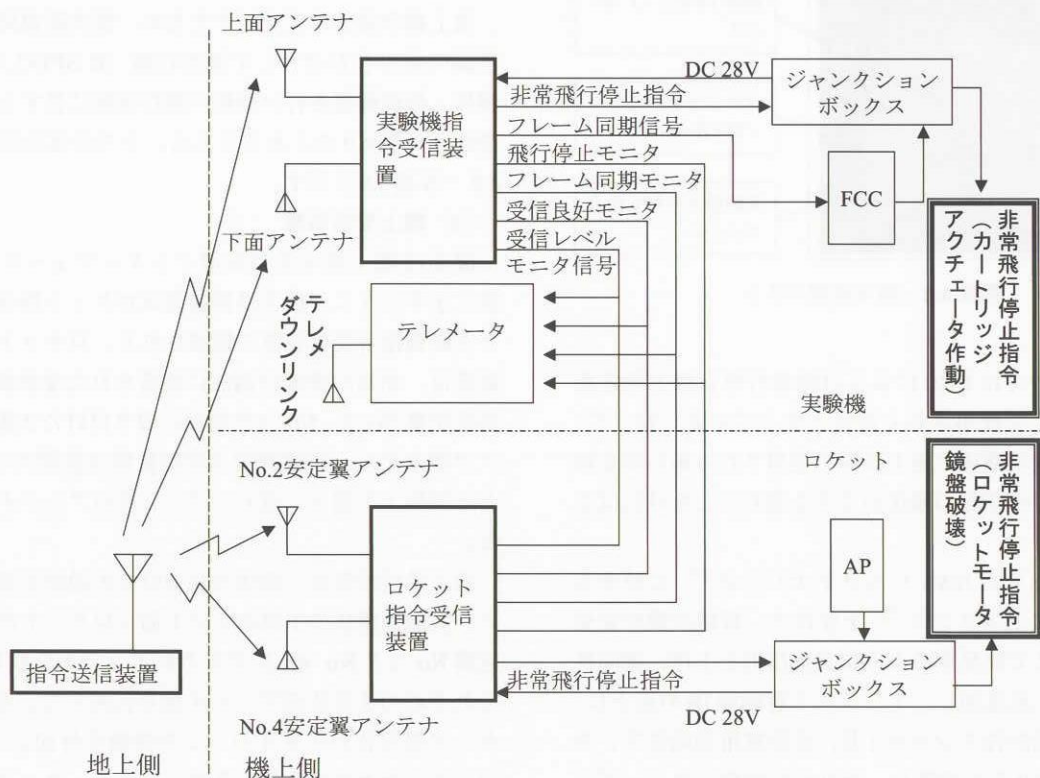 上面アンテナ
実験機指
令受信装
置
下面アンテナ
DC 28V
非常飛行停止指令
フレーム同期信号
飛行停止モニタ
フレーム同期モニタ
受信良好モニタ
受信レベル
モニタ信号
ジャンクション
ボックス
FCC
非常飛行停止指令
（カートリッジ
アクチェータ作動）
テレメ
ダウンリンク
テレメータ
実験機
ロケット
No.2安定翼アンテナ
ロケット
指令受信
装置
AP
非常飛行停止指令
（ロケットモータ
鏡盤破壊）
指令送信装置
非常飛行停止指令
ジャンクション
ボックス
DC 28V
No.4安定翼アンテナ
地上側
機上側